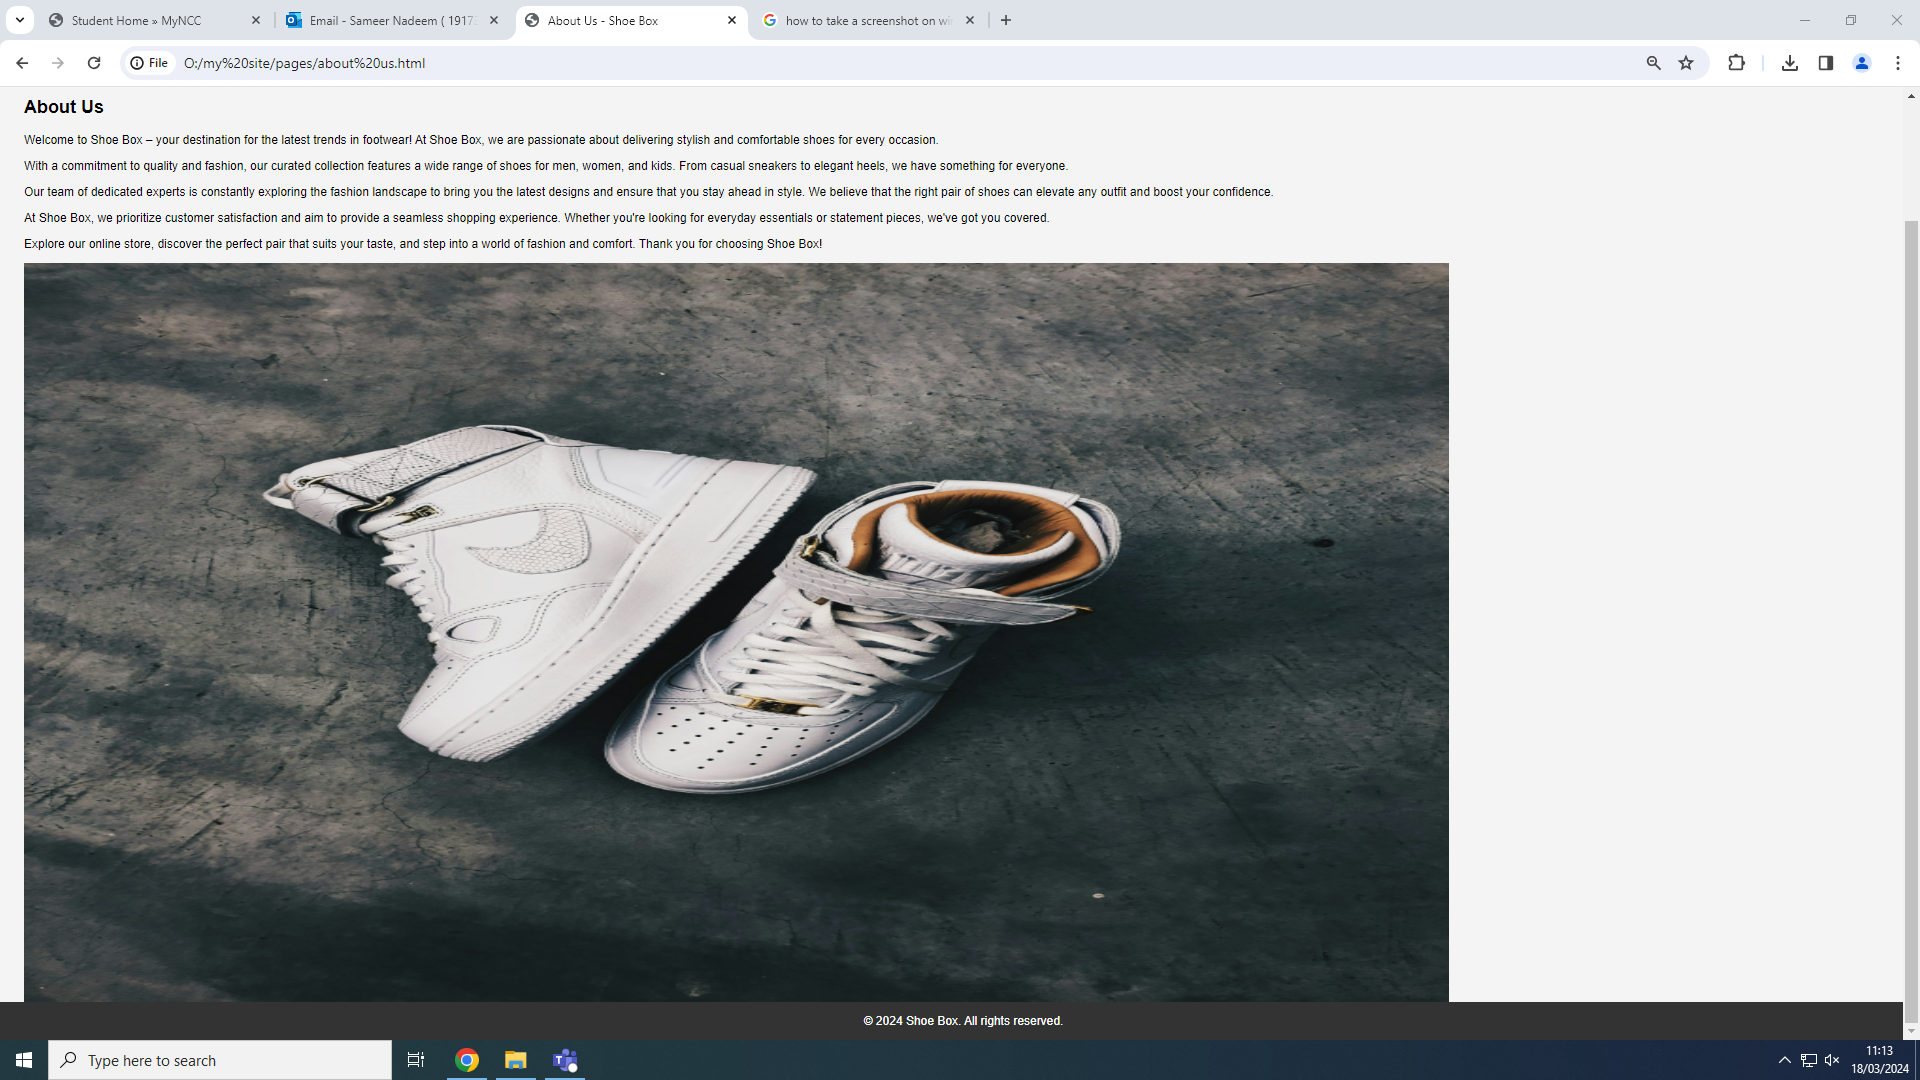 Student Home » MyNCC
Email - Sameer Nadeem ( 1917
About Us - Shoe Box
how to take a screenshot on wi
File
O:/my%20site/pages/about%20us.html
About Us
Welcome to Shoe Box – your destination for the latest trends in footwear! At Shoe Box, we are passionate about delivering stylish and comfortable shoes for every occasion.
With a commitment to quality and fashion, our curated collection features a wide range of shoes for men, women, and kids. From casual sneakers to elegant heels, we have something for everyone.
Our team of dedicated experts is constantly exploring the fashion landscape to bring you the latest designs and ensure that you stay ahead in style. We believe that the right pair of shoes can elevate any outfit and boost your confidence.
At Shoe Box, we prioritize customer satisfaction and aim to provide a seamless shopping experience. Whether you're looking for everyday essentials or statement pieces, we've got you covered.
Explore our online store, discover the perfect pair that suits your taste, and step into a world of fashion and comfort. Thank you for choosing Shoe Box!
© 2024 Shoe Box. All rights reserved.
Type here to search
11:13
18/03/2024